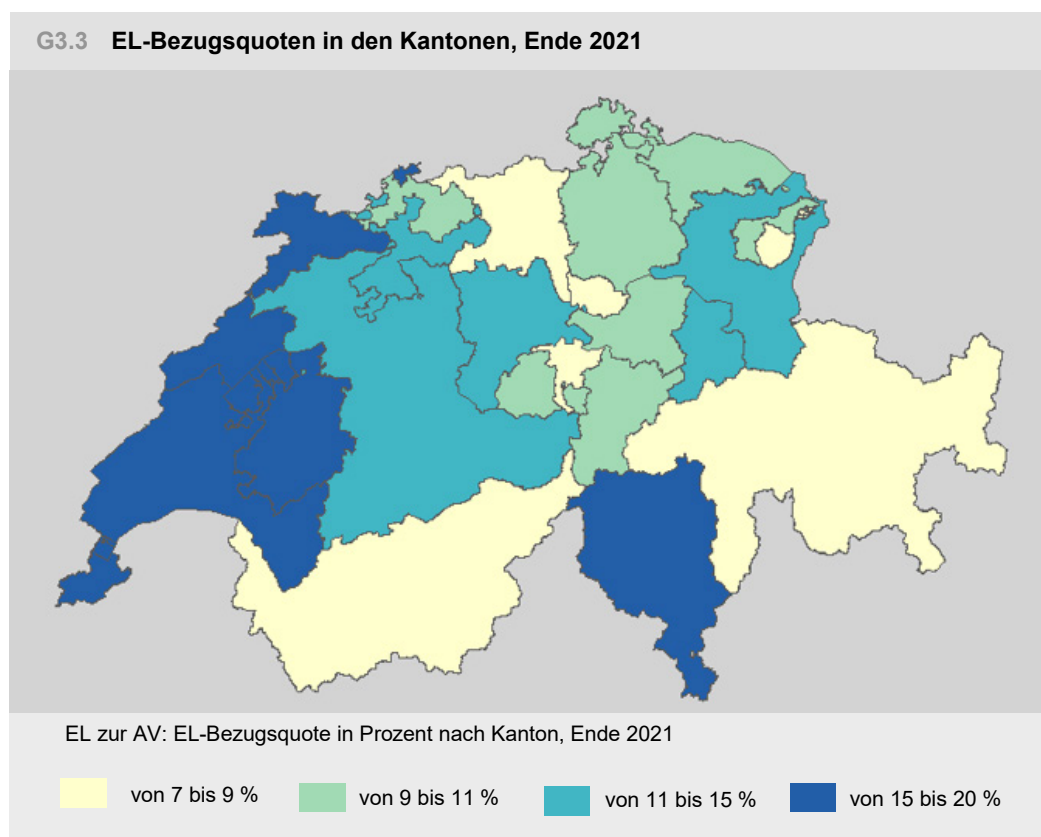 G3.3 EL-Bezugsquoten in den Kantonen, Ende 2021
EL zur AV: EL-Bezugsquote in Prozent nach Kanton, Ende 2021
von 7 bis 9 % von 9 bis 11 % von 11 bis 15 % von 15 bis 20 %